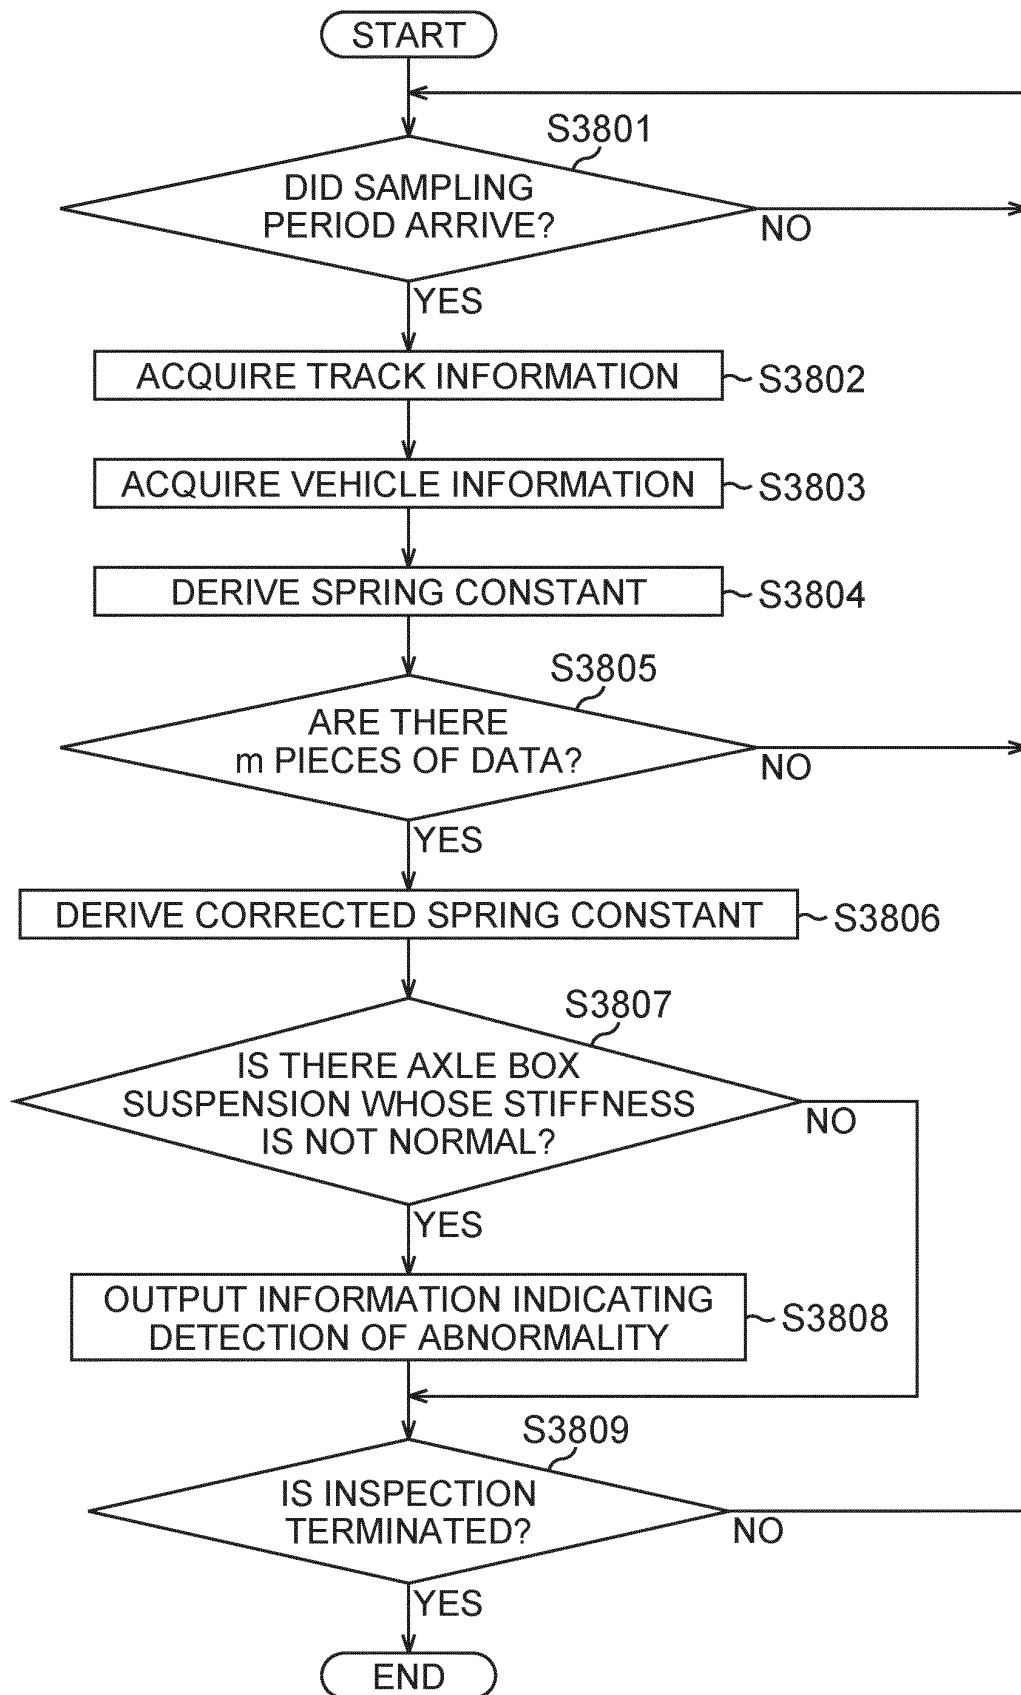 START
S3801
DID SAMPLING
PERIOD ARRIVE?
NO
YES
ACQUIRE TRACK INFORMATION
S3802
ACQUIRE VEHICLE INFORMATION
S3803
DERIVE SPRING CONSTANT
S3804
S3805
ARE THERE
m PIECES OF DATA?
NO
YES
DERIVE CORRECTED SPRING CONSTANT
S3806
S3807
IS THERE AXLE BOX
SUSPENSION WHOSE STIFFNESS
IS NOT NORMAL?
NO
YES
OUTPUT INFORMATION INDICATING
DETECTION OF ABNORMALITY
S3808
S3809
IS INSPECTION
TERMINATED?
NO
YES
END